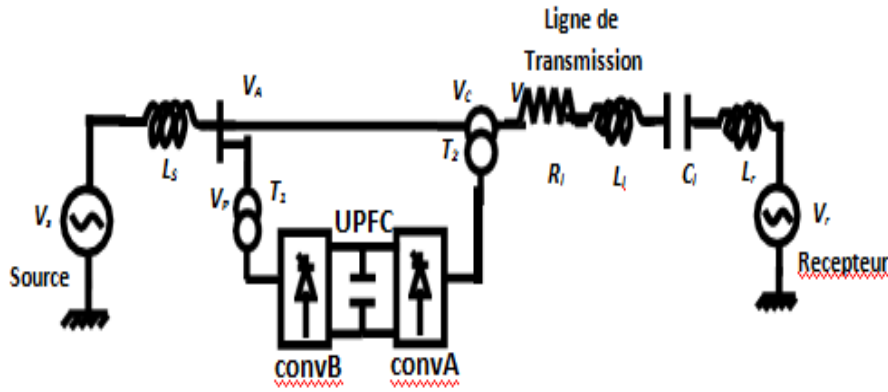 Ligne de
Transmission
V_A
V_C
V
L_s
T_2
R_l
L_l
C_l
L_r
V_P
T_1
V_s
UPFC
V_r
Source
Recepteur
convB
convA